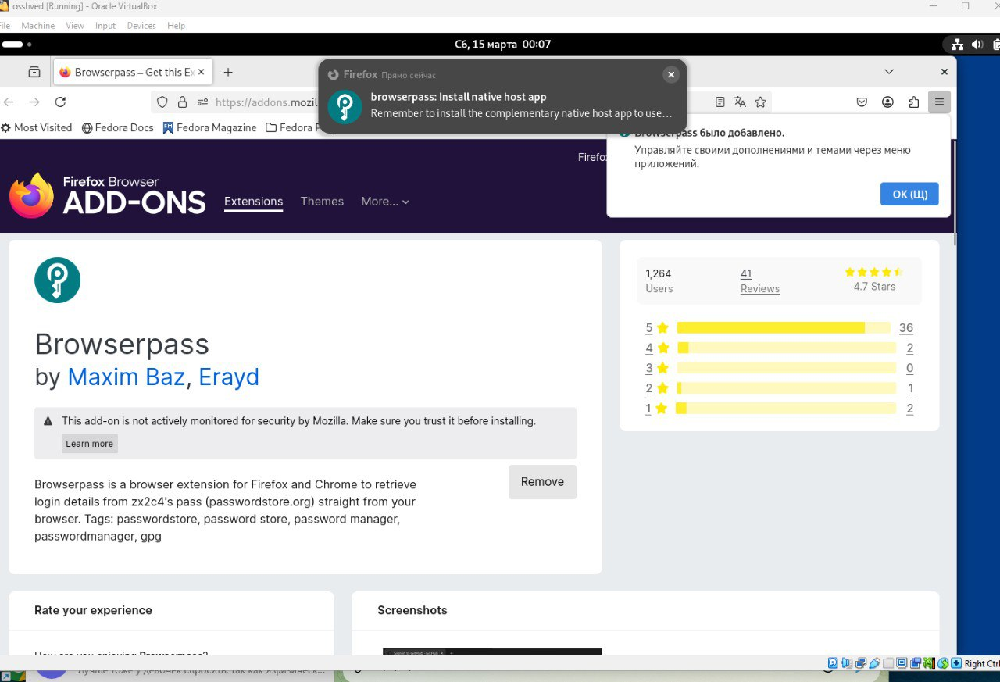 osshved [Running] - Oracle VirtualBox
File Machine View Input Devices Help
Сб, 15 марта 00:07
Browserpass – Get this Ex
Firefox Прямо сейчас
browserpass: Install native host app
Remember to install the complementary native host app to use…
https://addons.mozil
Most Visited Fedora Docs Fedora Magazine Fedora P
Browserpass было добавлено.
Управляйте своими дополнениями и темами через меню
приложений.
OK (Щ)
Firefo
Firefox Browser
ADD-ONS
Extensions Themes More...
1,264
Users
41
Reviews
4.7 Stars
5 36
4 2
3 0
2 1
1 2
Browserpass
by Maxim Baz, Erayd
This add-on is not actively monitored for security by Mozilla. Make sure you trust it before installing.
Learn more
Browserpass is a browser extension for Firefox and Chrome to retrieve
login details from zx2c4's pass (passwordstore.org) straight from your
browser. Tags: passwordstore, password store, password manager,
passwordmanager, gpg
Remove
Rate your experience
How are you enjoying Browserpass?
Screenshots
Sign in to GitHub · GitHub
Right Ctrl
Лучше тоже у девочек спросить, так как я физическ...